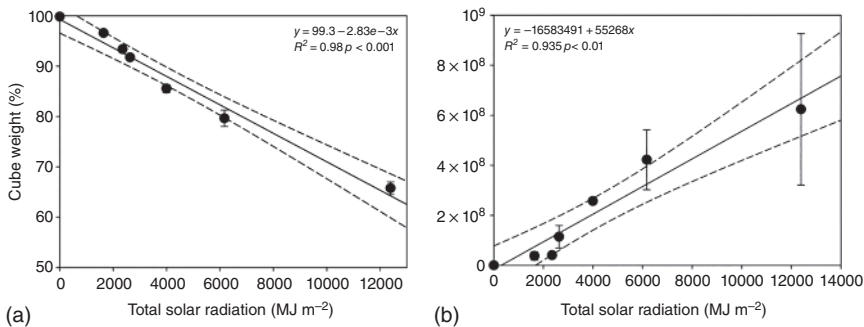 y = 99.3 – 2.83e–3x
R² = 0.98 p < 0.001
100
90
80
70
60
50
Cube weight (%)
0 2000 4000 6000 8000 10000 12000
Total solar radiation (MJ m⁻²)
(a)
y = –16583491 + 55268x
R² = 0.935 p < 0.01
10⁹
8 × 10⁸
6 × 10⁸
4 × 10⁸
2 × 10⁸
0
0 2000 4000 6000 8000 10000 12000 14000
Total solar radiation (MJ m⁻²)
(b)